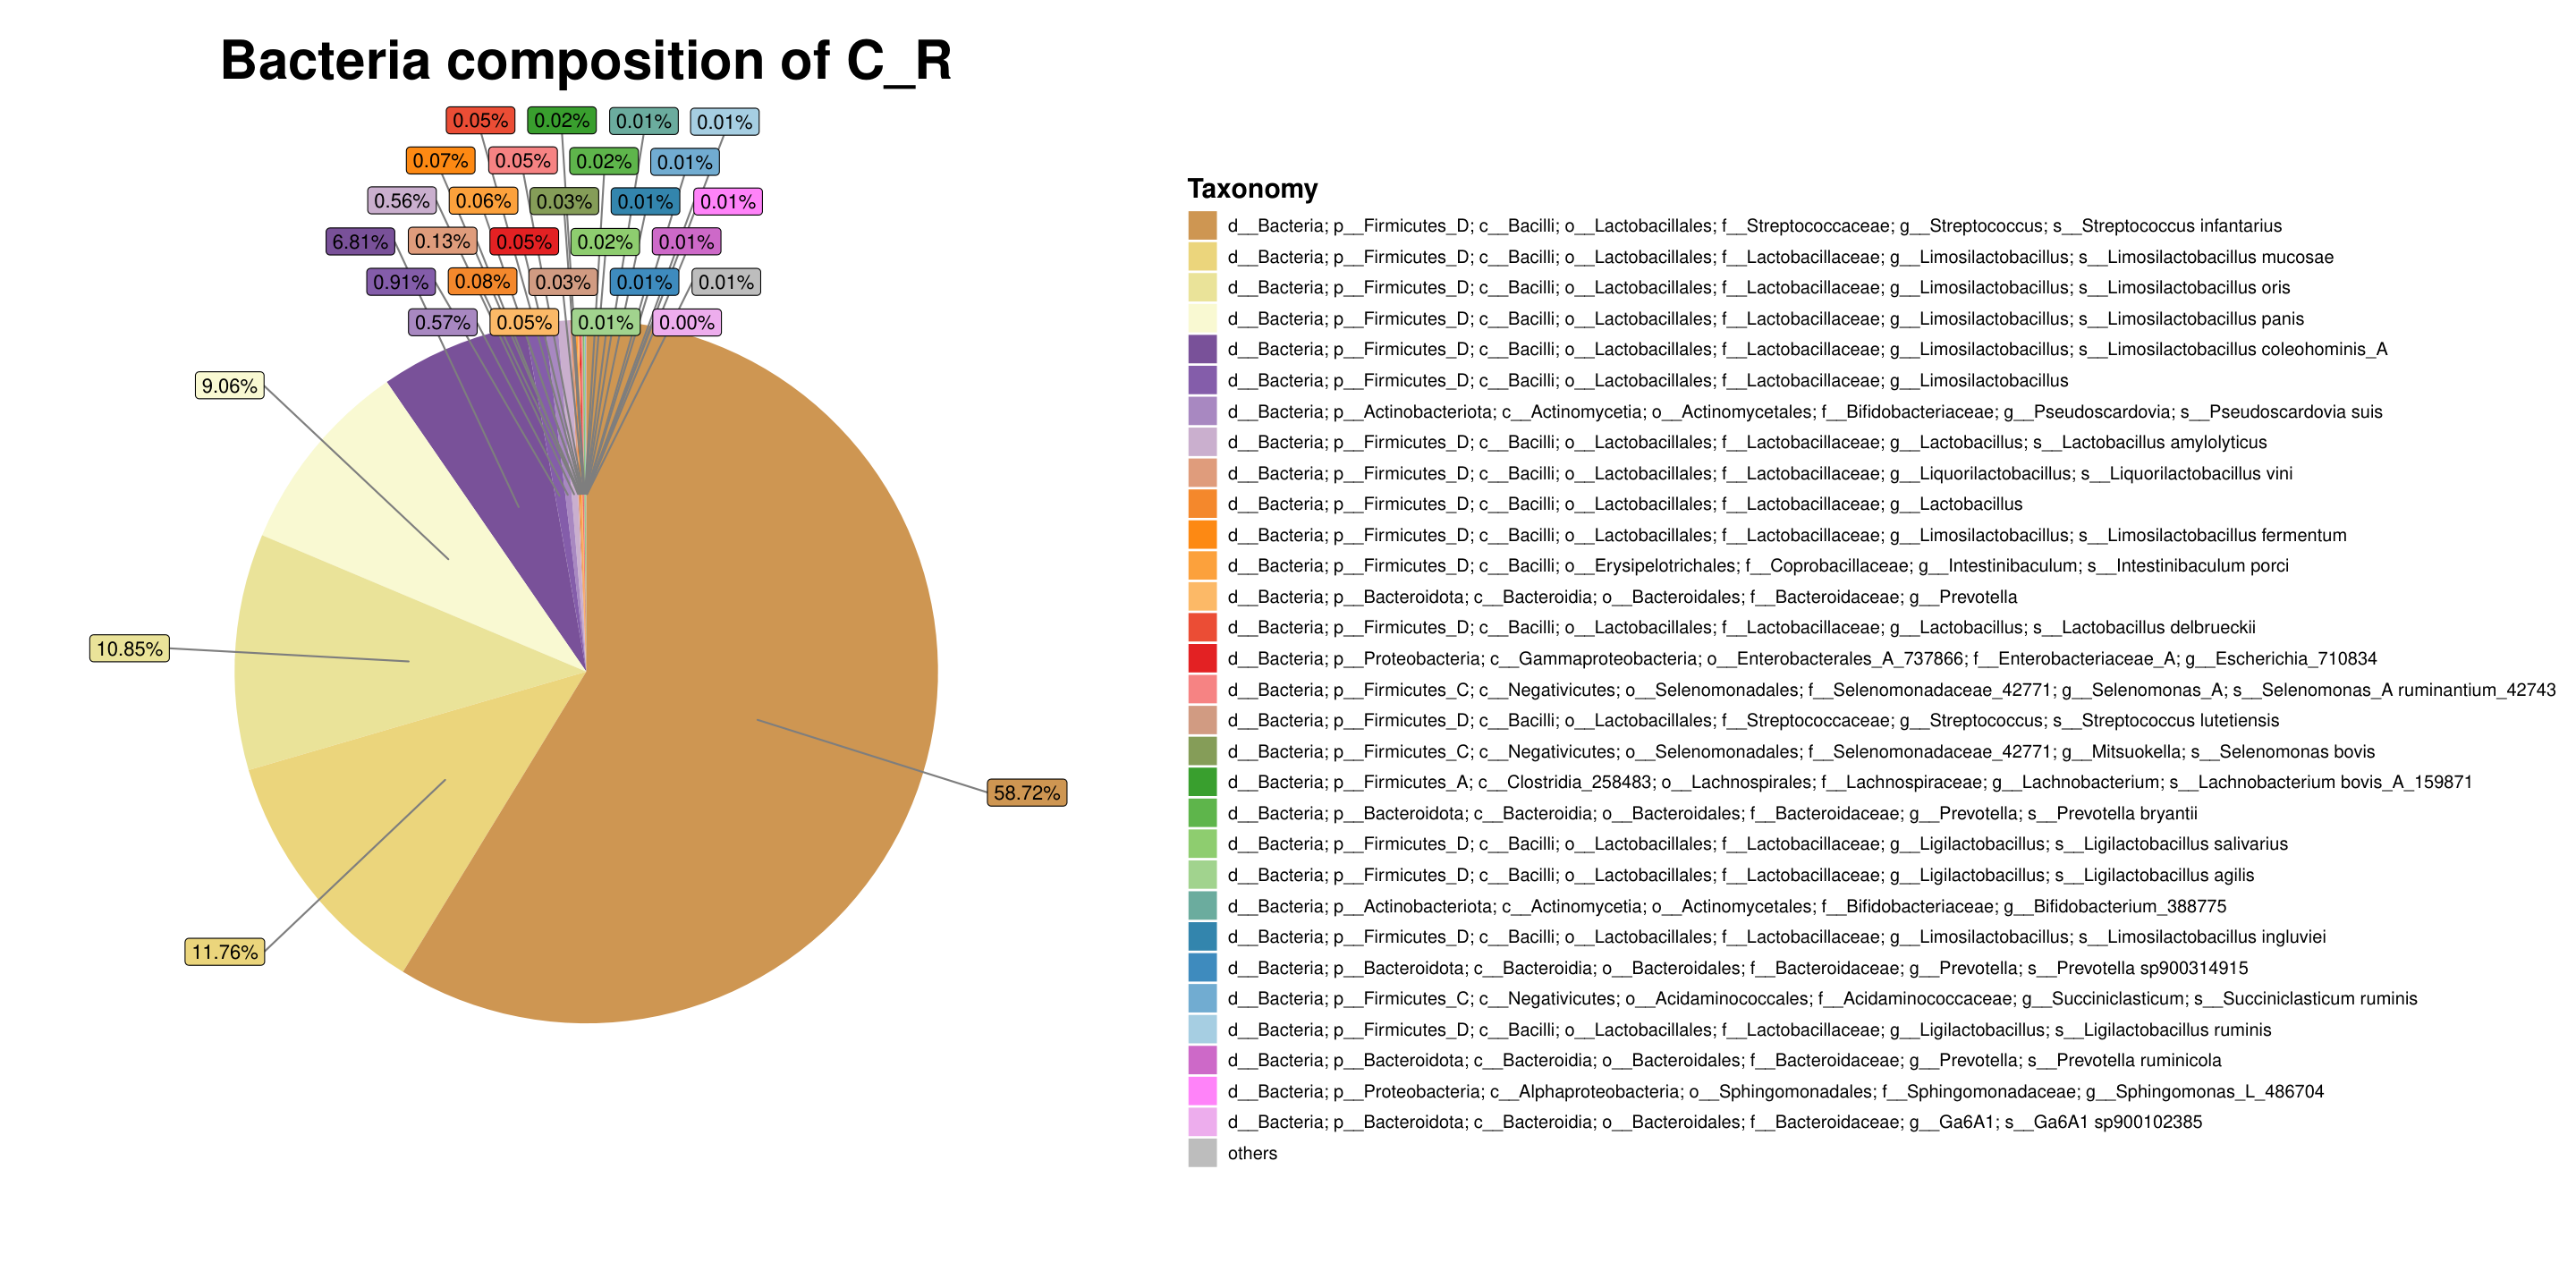 Bacteria composition of C_R
0.05% 0.02% 0.01% 0.01%
0.07% 0.05% 0.02% 0.01%
0.56% 0.06% 0.03% 0.01% 0.01%
6.81% 0.13% 0.05% 0.02% 0.01%
0.91% 0.08% 0.03% 0.01% 0.01%
0.57% 0.05% 0.01% 0.00%
9.06%
10.85%
58.72%
11.76%
Taxonomy
d__Bacteria; p__Firmicutes_D; c__Bacilli; o__Lactobacillales; f__Streptococcaceae; g__Streptococcus; s__Streptococcus infantarius
d__Bacteria; p__Firmicutes_D; c__Bacilli; o__Lactobacillales; f__Lactobacillaceae; g__Limosilactobacillus; s__Limosilactobacillus mucosae
d__Bacteria; p__Firmicutes_D; c__Bacilli; o__Lactobacillales; f__Lactobacillaceae; g__Limosilactobacillus; s__Limosilactobacillus oris
d__Bacteria; p__Firmicutes_D; c__Bacilli; o__Lactobacillales; f__Lactobacillaceae; g__Limosilactobacillus; s__Limosilactobacillus panis
d__Bacteria; p__Firmicutes_D; c__Bacilli; o__Lactobacillales; f__Lactobacillaceae; g__Limosilactobacillus; s__Limosilactobacillus coleohominis_A
d__Bacteria; p__Firmicutes_D; c__Bacilli; o__Lactobacillales; f__Lactobacillaceae; g__Limosilactobacillus
d__Bacteria; p__Actinobacteriota; c__Actinomycetia; o__Actinomycetales; f__Bifidobacteriaceae; g__Pseudoscardovia; s__Pseudoscardovia suis
d__Bacteria; p__Firmicutes_D; c__Bacilli; o__Lactobacillales; f__Lactobacillaceae; g__Lactobacillus; s__Lactobacillus amylolyticus
d__Bacteria; p__Firmicutes_D; c__Bacilli; o__Lactobacillales; f__Lactobacillaceae; g__Liquorilactobacillus; s__Liquorilactobacillus vini
d__Bacteria; p__Firmicutes_D; c__Bacilli; o__Lactobacillales; f__Lactobacillaceae; g__Lactobacillus
d__Bacteria; p__Firmicutes_D; c__Bacilli; o__Lactobacillales; f__Lactobacillaceae; g__Limosilactobacillus; s__Limosilactobacillus fermentum
d__Bacteria; p__Firmicutes_D; c__Bacilli; o__Erysipelotrichales; f__Coprobacillaceae; g__Intestinibaculum; s__Intestinibaculum porci
d__Bacteria; p__Bacteroidota; c__Bacteroidia; o__Bacteroidales; f__Bacteroidaceae; g__Prevotella
d__Bacteria; p__Firmicutes_D; c__Bacilli; o__Lactobacillales; f__Lactobacillaceae; g__Lactobacillus; s__Lactobacillus delbrueckii
d__Bacteria; p__Proteobacteria; c__Gammaproteobacteria; o__Enterobacterales_A_737866; f__Enterobacteriaceae_A; g__Escherichia_710834
d__Bacteria; p__Firmicutes_C; c__Negativicutes; o__Selenomonadales; f__Selenomonadaceae_42771; g__Selenomonas_A; s__Selenomonas_A ruminantium_42743
d__Bacteria; p__Firmicutes_D; c__Bacilli; o__Lactobacillales; f__Streptococcaceae; g__Streptococcus; s__Streptococcus lutetiensis
d__Bacteria; p__Firmicutes_C; c__Negativicutes; o__Selenomonadales; f__Selenomonadaceae_42771; g__Mitsuokella; s__Selenomonas bovis
d__Bacteria; p__Firmicutes_A; c__Clostridia_258483; o__Lachnospirales; f__Lachnospiraceae; g__Lachnobacterium; s__Lachnobacterium bovis_A_159871
d__Bacteria; p__Bacteroidota; c__Bacteroidia; o__Bacteroidales; f__Bacteroidaceae; g__Prevotella; s__Prevotella bryantii
d__Bacteria; p__Firmicutes_D; c__Bacilli; o__Lactobacillales; f__Lactobacillaceae; g__Ligilactobacillus; s__Ligilactobacillus salivarius
d__Bacteria; p__Firmicutes_D; c__Bacilli; o__Lactobacillales; f__Lactobacillaceae; g__Ligilactobacillus; s__Ligilactobacillus agilis
d__Bacteria; p__Actinobacteriota; c__Actinomycetia; o__Actinomycetales; f__Bifidobacteriaceae; g__Bifidobacterium_388775
d__Bacteria; p__Firmicutes_D; c__Bacilli; o__Lactobacillales; f__Lactobacillaceae; g__Limosilactobacillus; s__Limosilactobacillus ingluviei
d__Bacteria; p__Bacteroidota; c__Bacteroidia; o__Bacteroidales; f__Bacteroidaceae; g__Prevotella; s__Prevotella sp900314915
d__Bacteria; p__Firmicutes_C; c__Negativicutes; o__Acidaminococcales; f__Acidaminococcaceae; g__Succiniclasticum; s__Succiniclasticum ruminis
d__Bacteria; p__Firmicutes_D; c__Bacilli; o__Lactobacillales; f__Lactobacillaceae; g__Ligilactobacillus; s__Ligilactobacillus ruminis
d__Bacteria; p__Bacteroidota; c__Bacteroidia; o__Bacteroidales; f__Bacteroidaceae; g__Prevotella; s__Prevotella ruminicola
d__Bacteria; p__Proteobacteria; c__Alphaproteobacteria; o__Sphingomonadales; f__Sphingomonadaceae; g__Sphingomonas_L_486704
d__Bacteria; p__Bacteroidota; c__Bacteroidia; o__Bacteroidales; f__Bacteroidaceae; g__Ga6A1; s__Ga6A1 sp900102385
others